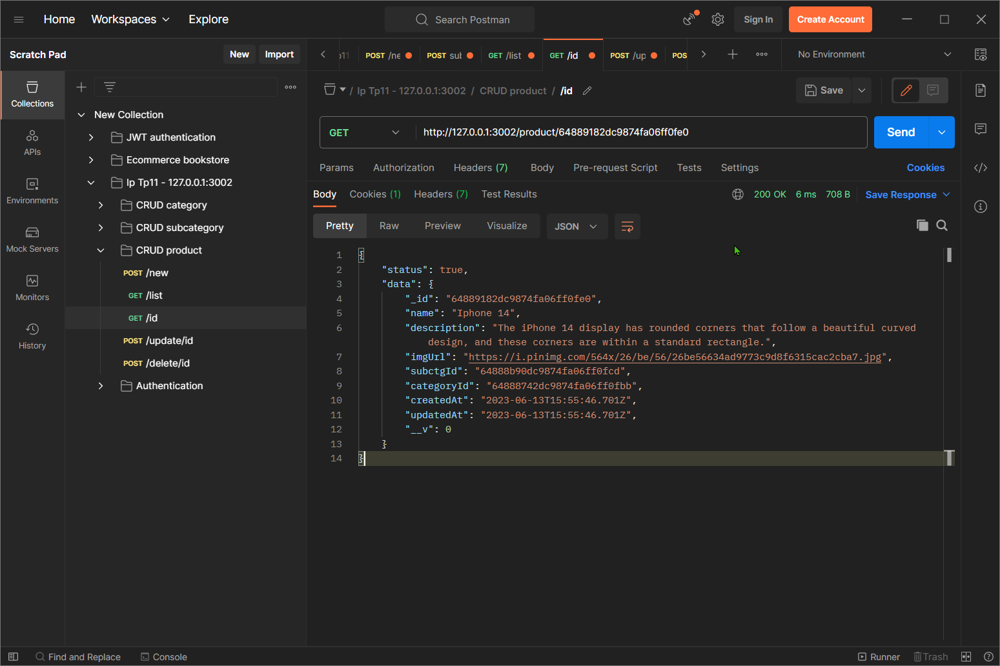 Home Workspaces Explore Search Postman Sign In Create Account
Scratch Pad New Import
POST /ne POST sul GET /list GET /id POST /up POS No Environment
Collections
APIs
Environments
Mock Servers
Monitors
History
New Collection
JWT authentication
Ecommerce bookstore
Ip Tp11 - 127.0.0.1:3002
CRUD category
CRUD subcategory
CRUD product
POST /new
GET /list
GET /id
POST /update/id
POST /delete/id
Authentication
/ Ip Tp11 - 127.0.0.1:3002 / CRUD product / /id Save
GET http://127.0.0.1:3002/product/64889182dc9874fa06ff0fe0 Send
Params Authorization Headers (7) Body Pre-request Script Tests Settings Cookies
Body Cookies (1) Headers (7) Test Results 200 OK 6 ms 708 B Save Response
Pretty Raw Preview Visualize JSON
1 {
2 "status": true,
3 "data": {
4 "_id": "64889182dc9874fa06ff0fe0",
5 "name": "Iphone 14",
6 "description": "The iPhone 14 display has rounded corners that follow a beautiful curved
design, and these corners are within a standard rectangle.",
7 "imgUrl": "https://i.pinimg.com/564x/26/be/56/26be56634ad9773c9d8f6315cac2cba7.jpg",
8 "subctgId": "64888b90dc9874fa06ff0fcd",
9 "categoryId": "64888742dc9874fa06ff0fbb",
10 "createdAt": "2023-06-13T15:55:46.701Z",
11 "updatedAt": "2023-06-13T15:55:46.701Z",
12 "__v": 0
13 }
14 }
Find and Replace Console Runner Trash